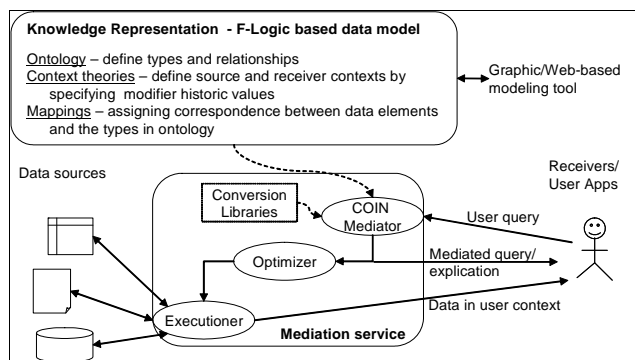 Knowledge Representation - F-Logic based data model
Ontology – define types and relationships
Context theories – define source and receiver contexts by
specifying modifier historic values
Mappings – assigning correspondence between data elements
and the types in ontology
Graphic/Web-based
modeling tool
Data sources
Receivers/
User Apps
Conversion
Libraries
COIN
Mediator
User query
Optimizer
Mediated query/
explication
Executioner
Data in user context
Mediation service